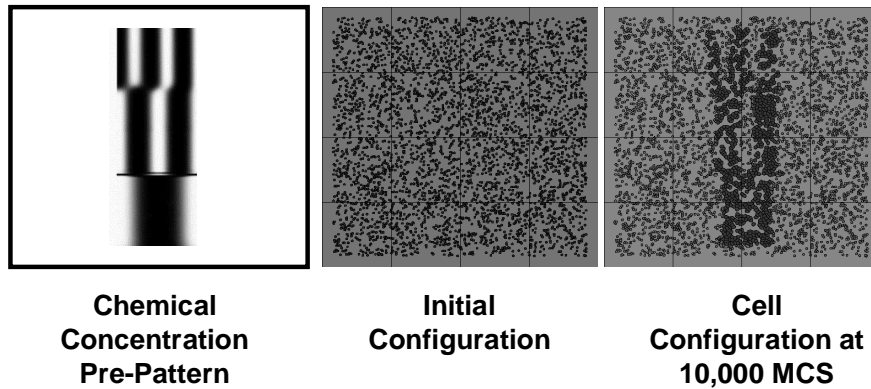 Chemical
Concentration
Pre-Pattern
Initial
Configuration
Cell
Configuration at
10,000 MCS